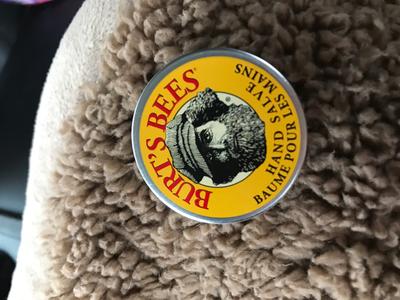 BURT'S BEES®
HAND SALVE
BAUME POUR LES MAINS